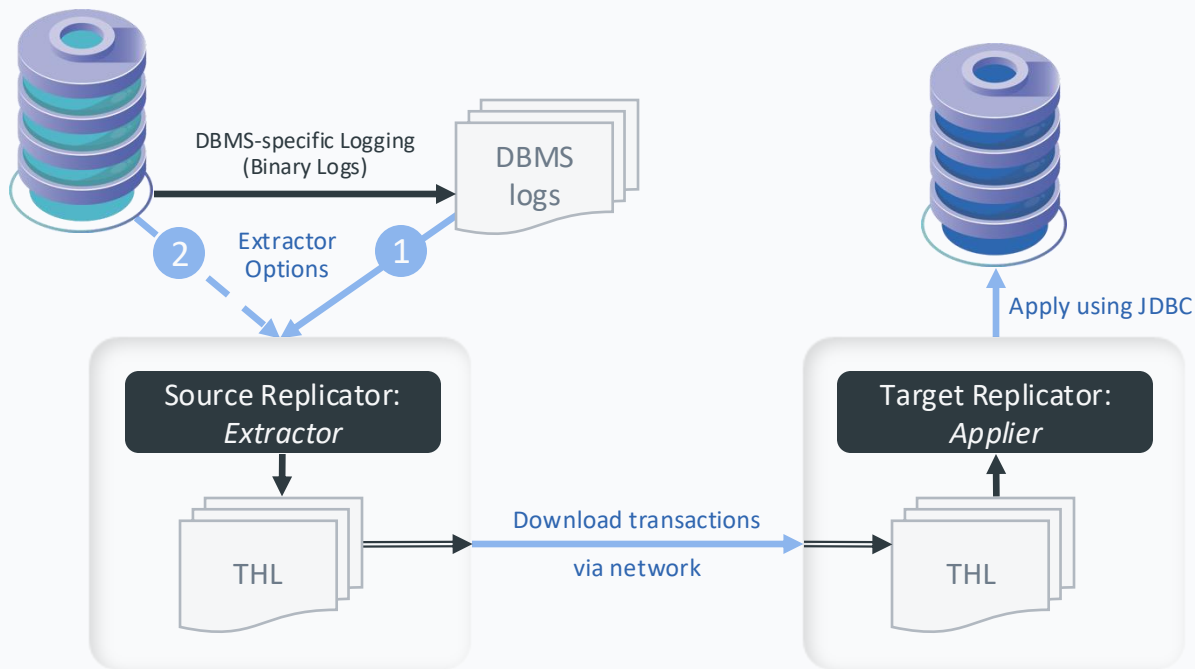 DBMS-specific Logging
(Binary Logs)
DBMS
logs
2
Extractor
Options
1
Apply using JDBC
Source Replicator:
Extractor
Target Replicator:
Applier
THL
Download transactions
via network
THL